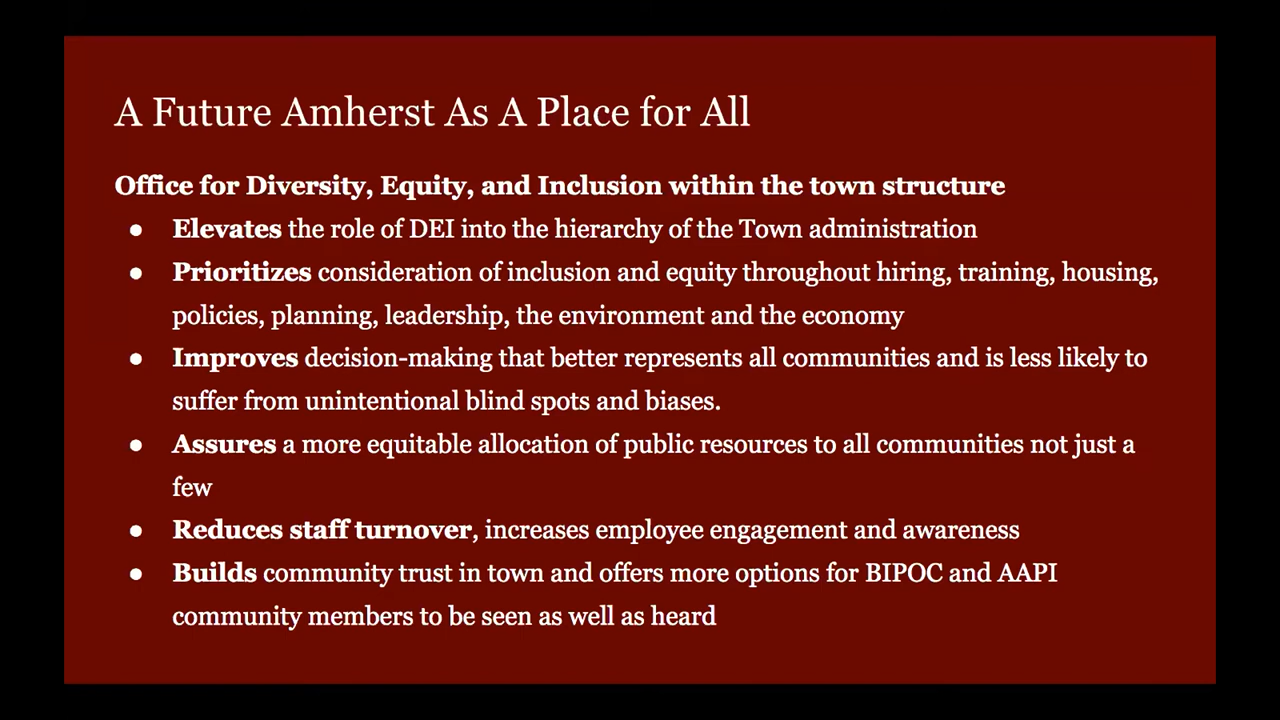 A Future Amherst As A Place for All
Office for Diversity, Equity, and Inclusion within the town structure
● Elevates the role of DEI into the hierarchy of the Town administration
● Prioritizes consideration of inclusion and equity throughout hiring, training, housing,
policies, planning, leadership, the environment and the economy
● Improves decision-making that better represents all communities and is less likely to
suffer from unintentional blind spots and biases.
● Assures a more equitable allocation of public resources to all communities not just a
few
● Reduces staff turnover, increases employee engagement and awareness
● Builds community trust in town and offers more options for BIPOC and AAPI
community members to be seen as well as heard